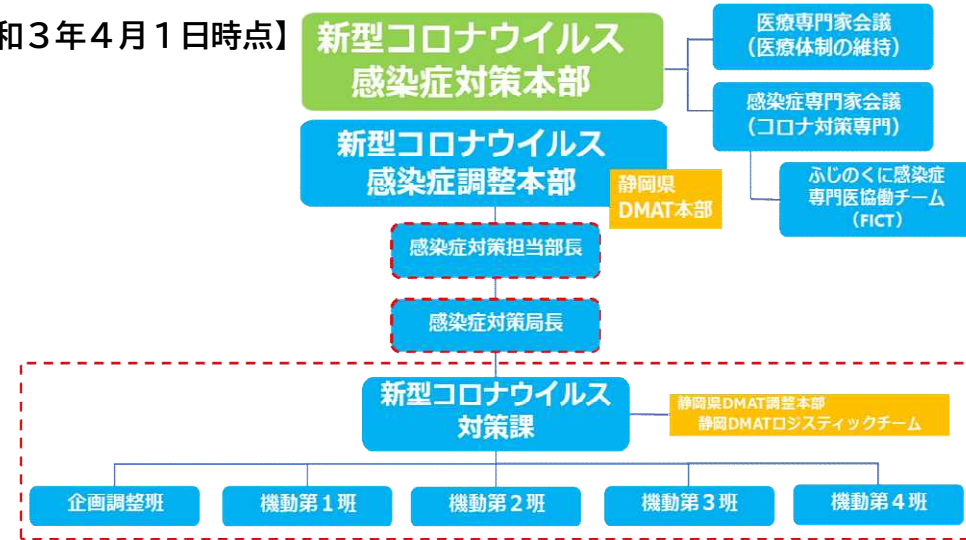 和３年４月１日時点】
新型コロナウイルス
感染症対策本部
医療専門家会議
（医療体制の維持）
感染症専門家会議
（コロナ対策専門）
ふじのくに感染症
専門医協働チーム
（FICT）
新型コロナウイルス
感染症調整本部
静岡県
DMAT本部
感染症対策担当部長
感染症対策局長
新型コロナウイルス
対策課
静岡県DMAT調整本部
静岡DMATロジスティックチーム
企画調整班
機動第１班
機動第２班
機動第３班
機動第４班